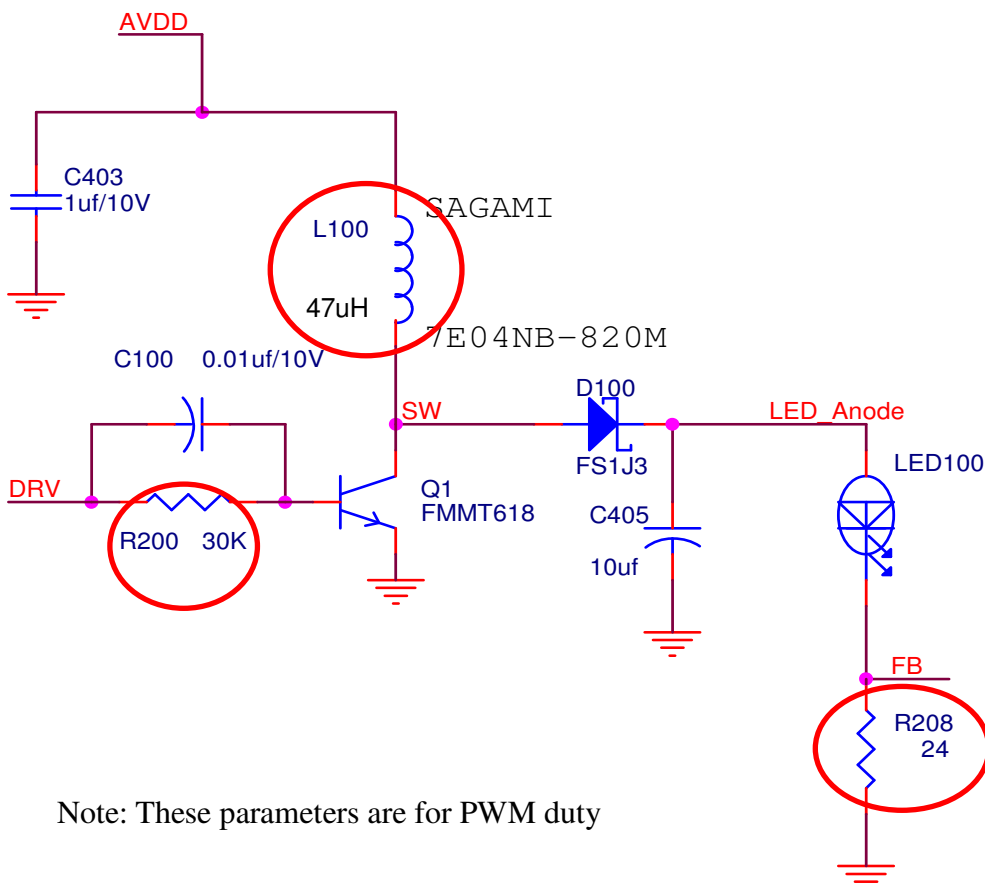 AVDD
C403
1uf/10V
SAGAMI
L100
47uH
7E04NB-820M
C100 0.01uf/10V
D100
SW
LED_Anode
FS1J3
LED100
DRV
Q1
FMMT618
C405
R200 30K
10uf
FB
R208
24
Note: These parameters are for PWM duty